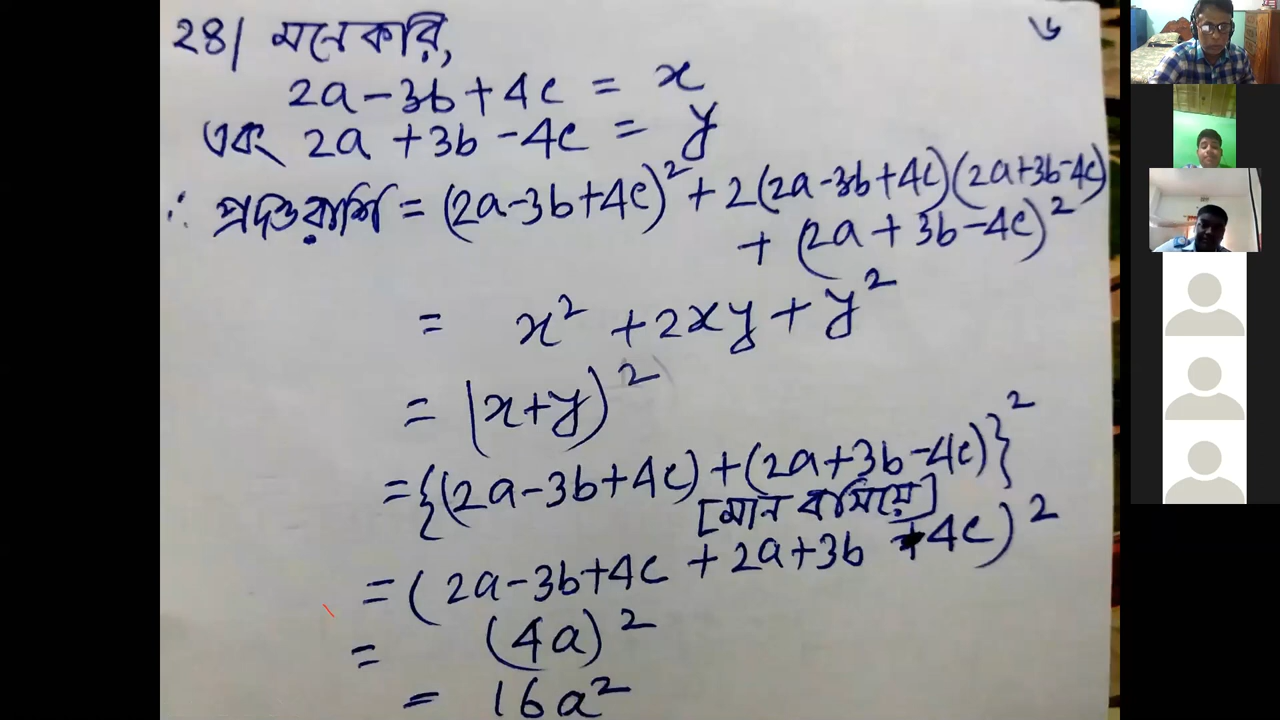 28| মনে করি,
৬
2a-3b+4c = x
এবং 2a+3b-4c = y
∴ প্রদত্ত রাশি = (2a-3b+4c)² + 2(2a-3b+4c)(2a+3b-4c)
+ (2a+3b-4c)²
= x² + 2xy + y²
= (x+y)²
= {(2a-3b+4c)+(2a+3b-4c)}²
[মান বসিয়ে]
= (2a-3b+4c+2a+3b-4c)²
= (4a)²
= 16a²